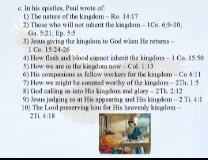 c. In his epistles, Paul wrote of:
1) The nature of the kingdom – Ro. 14:17
2) Those who will not inherit the kingdom – 1Co. 6:9-10;
Ga. 5:21; Ep. 5:5
3) Jesus giving the kingdom to God when He returns –
1 Co. 15:24-26
4) How flesh and blood cannot inherit the kingdom – 1 Co. 15:50
5) How we are in the kingdom now – Col. 1:13
6) His companions as fellow workers for the kingdom – Co 4:11
7) How we might be counted worthy of the kingdom – 2Th. 1:5
8) God calling us into His kingdom and glory – 2Th. 2:12
9) Jesus judging us at His appearing and His kingdom – 2 Ti. 4:1
10) The Lord preserving him for His heavenly kingdom –
2Ti. 4:18